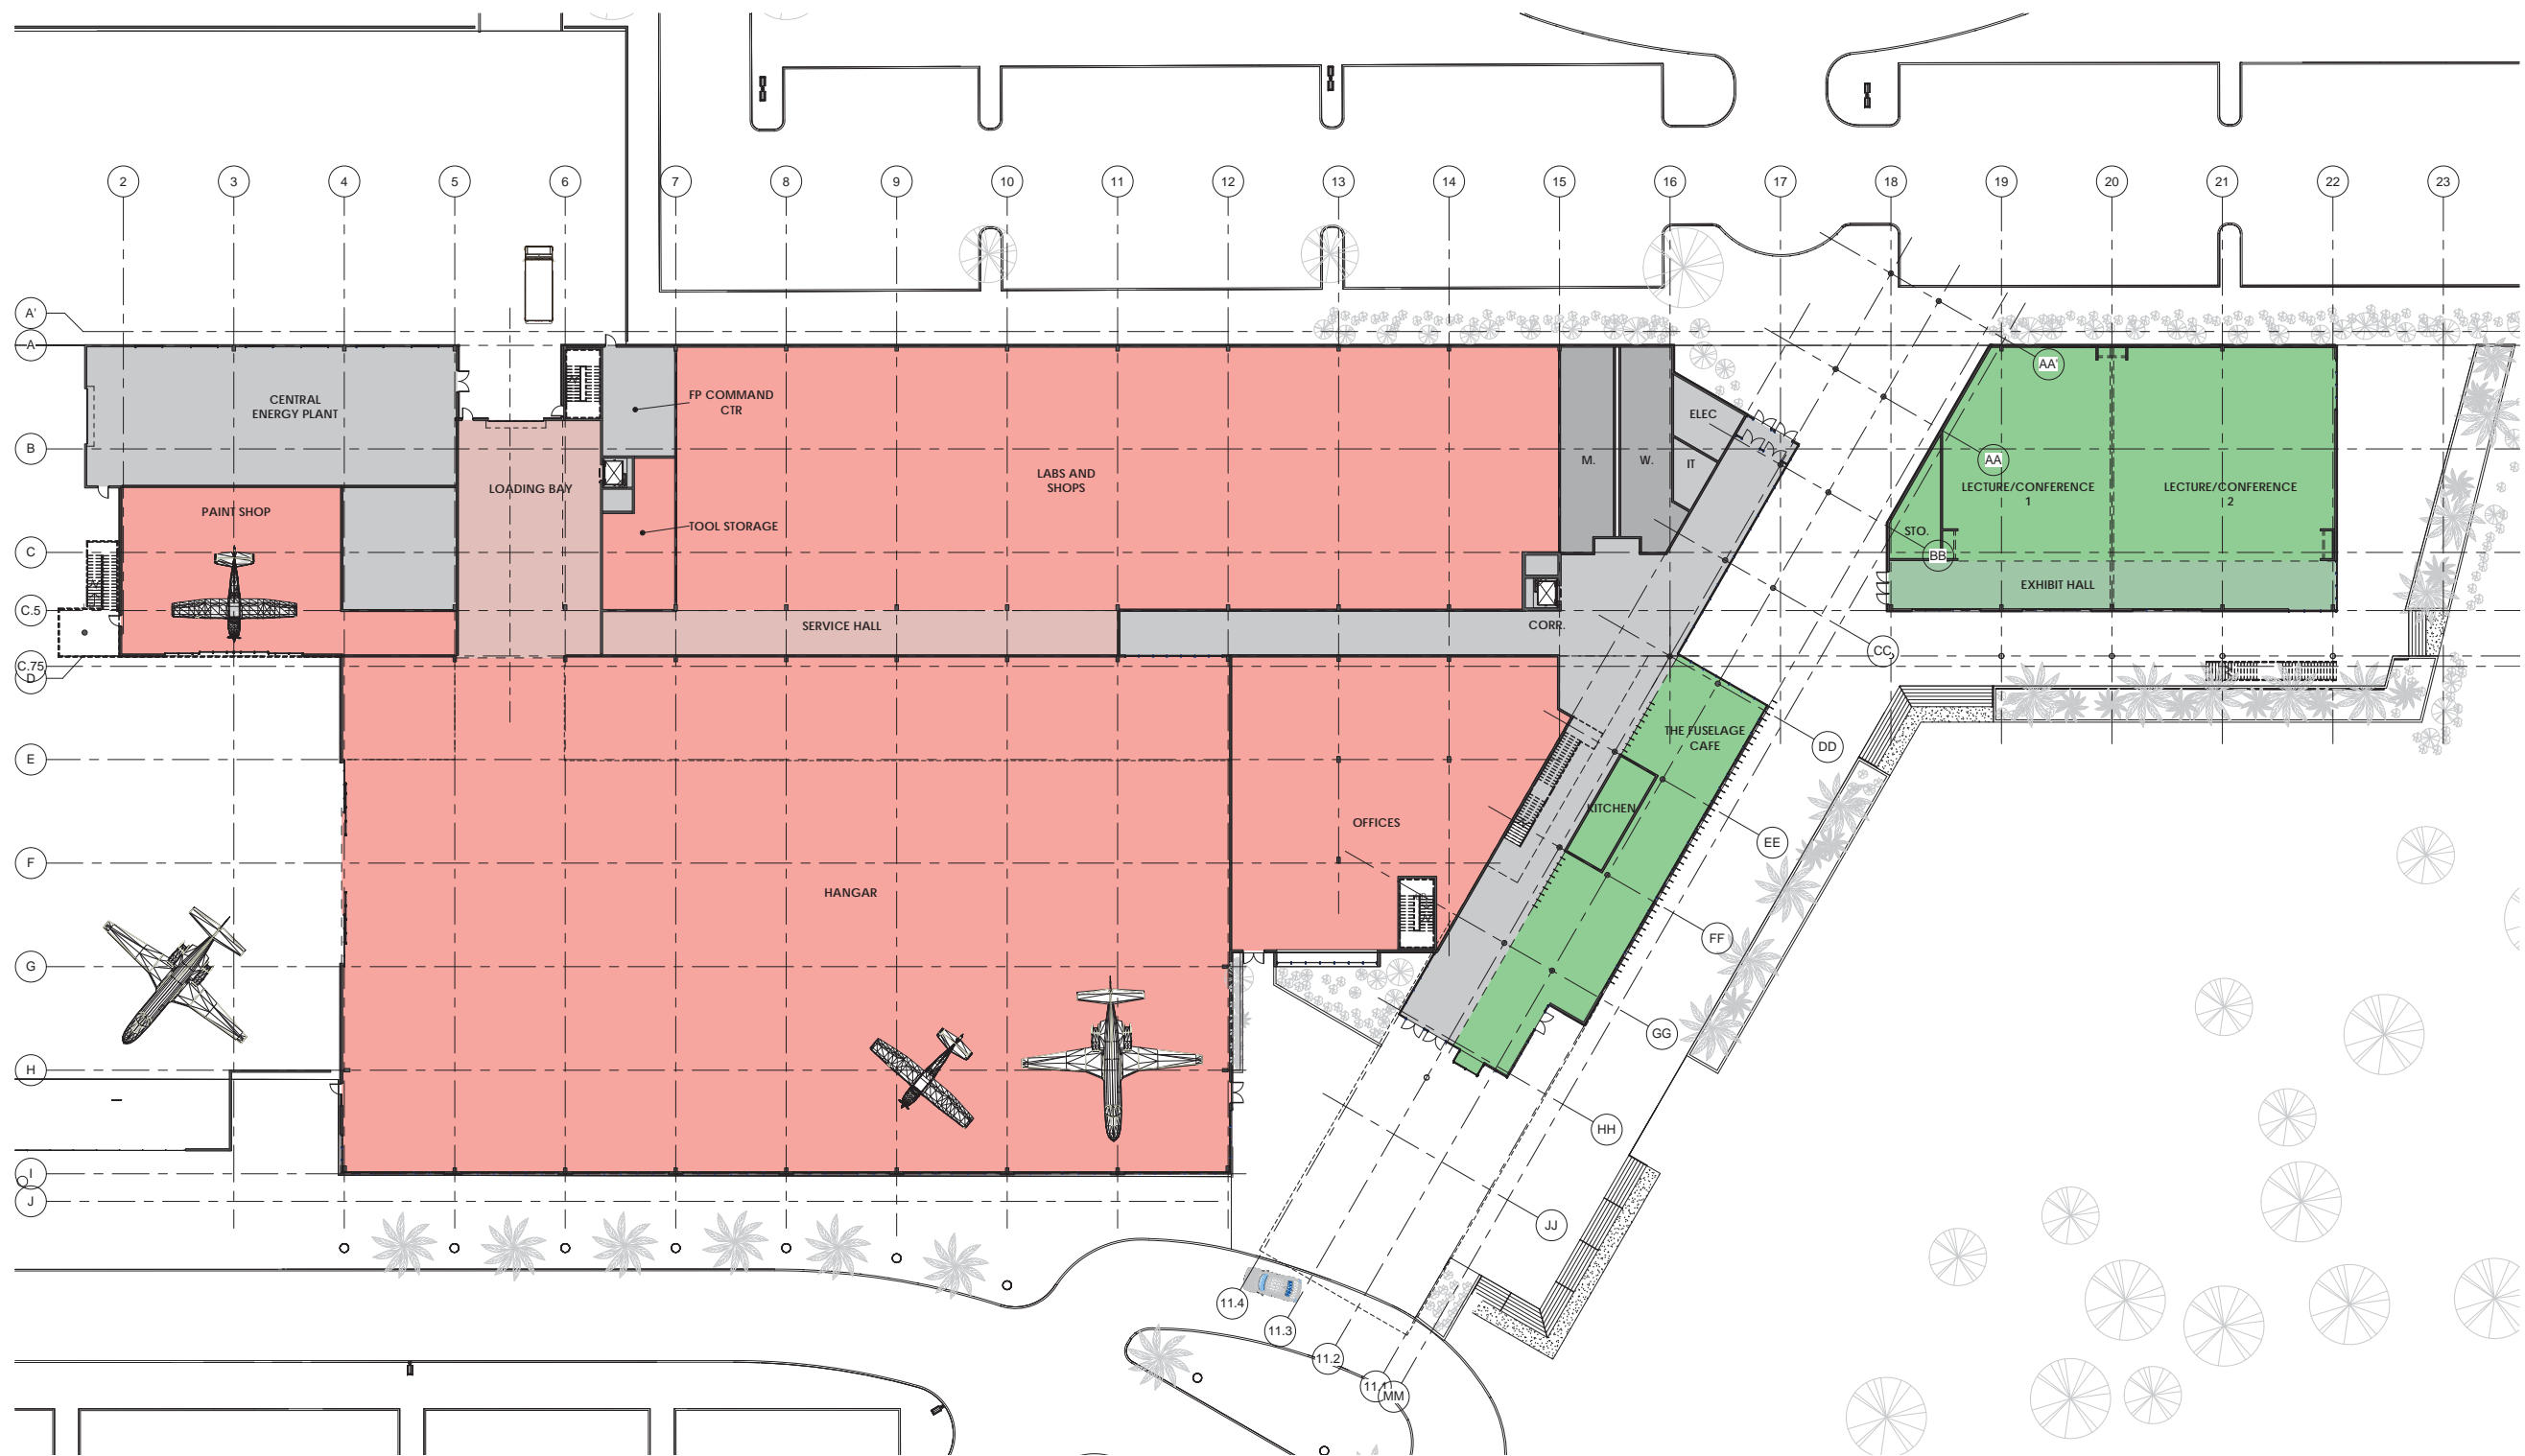 2
3
4
5
6
7
8
9
10
11
12
13
14
15
16
17
18
19
20
21
22
23
A'
A
B
C
C.5
C.75
D
E
F
G
H
I
J
CENTRAL
ENERGY PLANT
PAINT SHOP
LOADING BAY
FP COMMAND
CTR
TOOL STORAGE
LABS AND
SHOPS
SERVICE HALL
CORR.
M.
W.
ELEC
IT
HANGAR
OFFICES
THE FUSELAGE
CAFE
KITCHEN
LECTURE/CONFERENCE
1
LECTURE/CONFERENCE
2
STO.
EXHIBIT HALL
AA'
AA
BB
CC
DD
EE
FF
GG
HH
JJ
11.4
11.3
11.2
11.1
MM